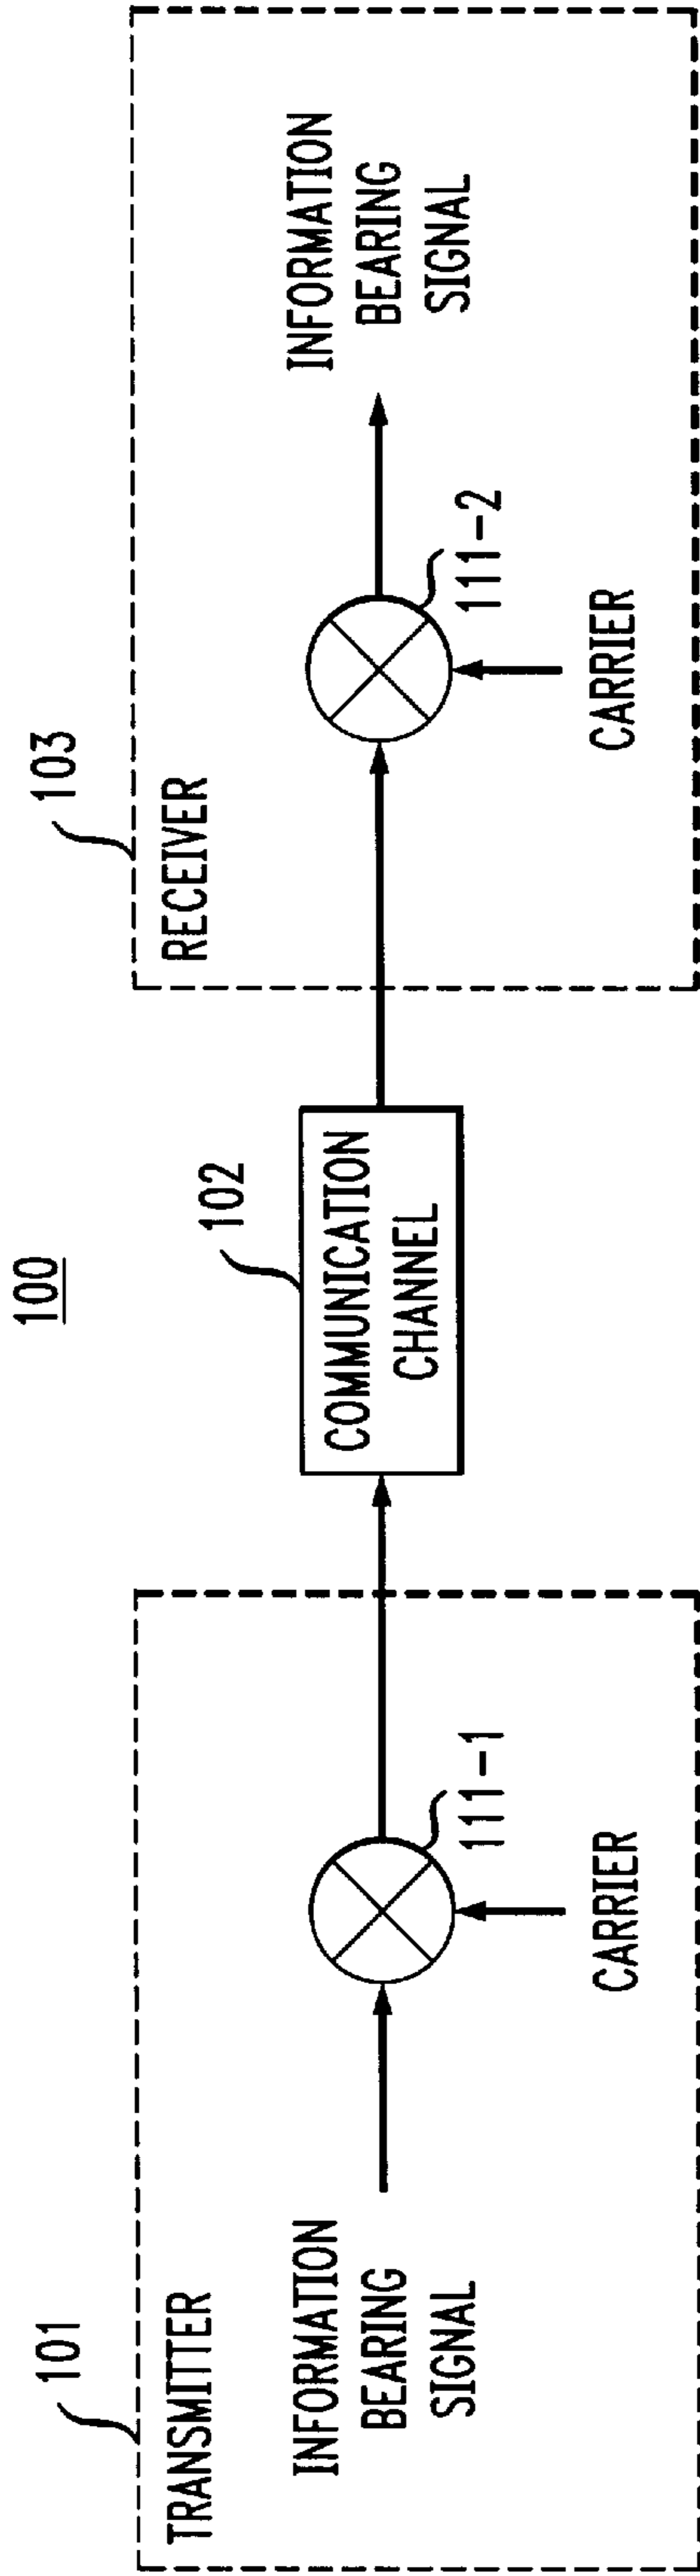 100
101
TRANSMITTER
INFORMATION
BEARING
SIGNAL
111-1
CARRIER
102
COMMUNICATION
CHANNEL
103
RECEIVER
111-2
CARRIER
INFORMATION
BEARING
SIGNAL